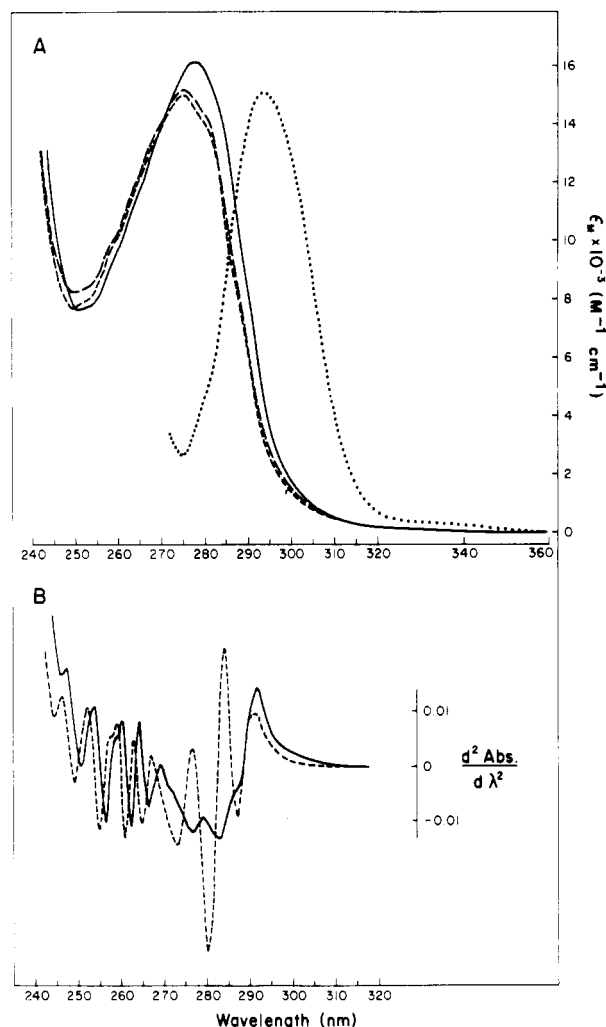 A
16
14
12
10
8
6
4
2
0
ε_M × 10⁻³ (M⁻¹ cm⁻¹)
240 250 260 270 280 290 300 320 340 360
B
0.01
0
-0.01
d² Abs.
d λ²
240 250 260 270 280 290 300 310 320
Wavelength (nm)